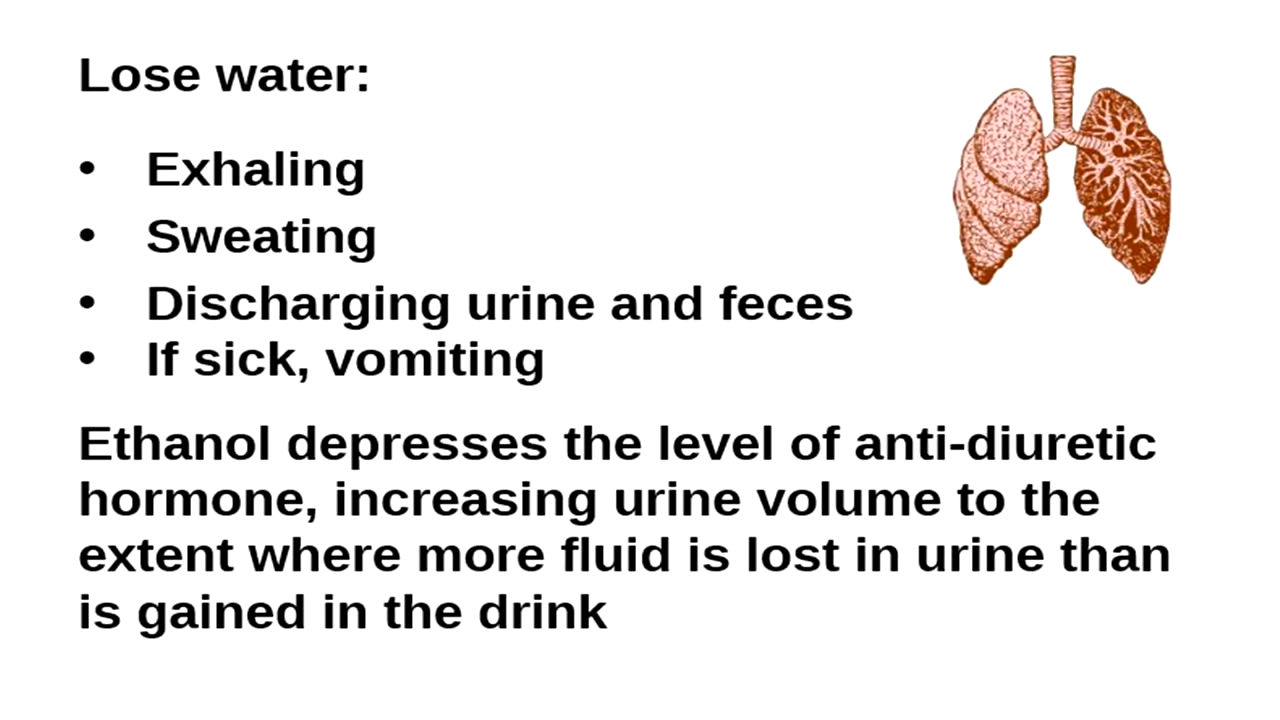 Lose water:
• Exhaling
• Sweating
• Discharging urine and feces
• If sick, vomiting
Ethanol depresses the level of anti-diuretic
hormone, increasing urine volume to the
extent where more fluid is lost in urine than
is gained in the drink